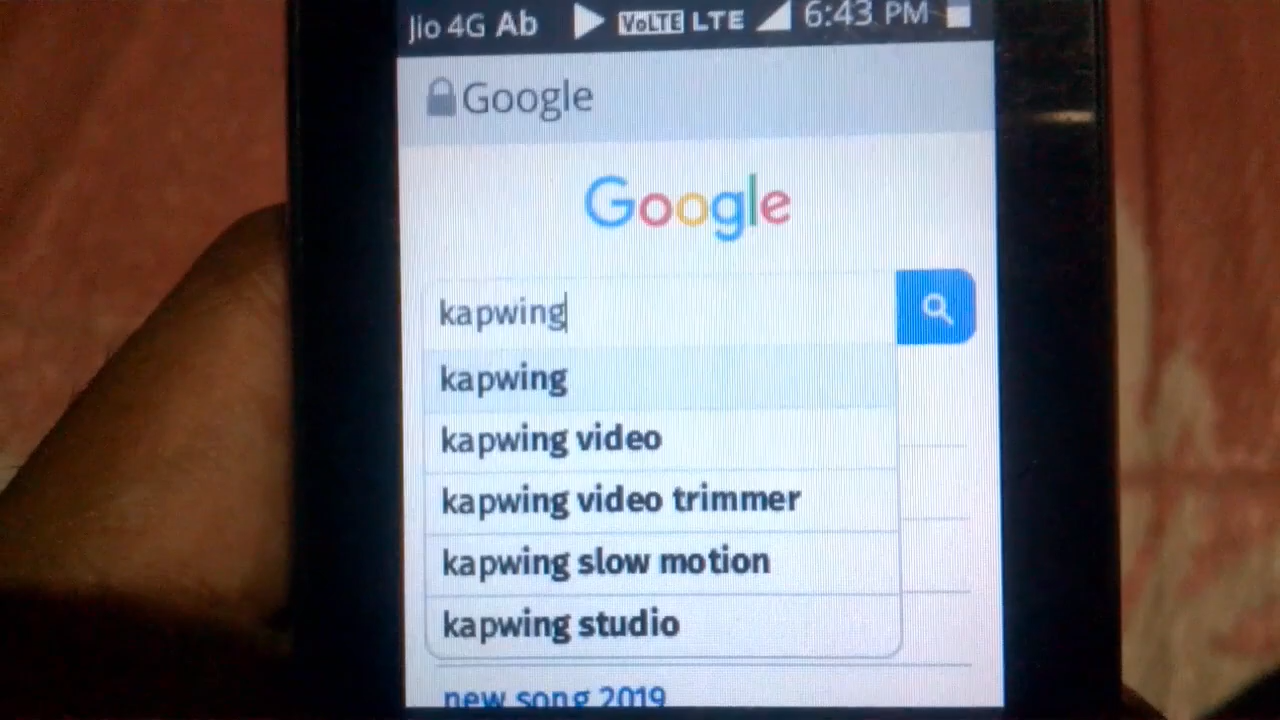 Jio 4G Ab VoLTE LTE 6:43 PM
Google
Google
kapwing
kapwing
kapwing video
kapwing video trimmer
kapwing slow motion
kapwing studio
new song 2019